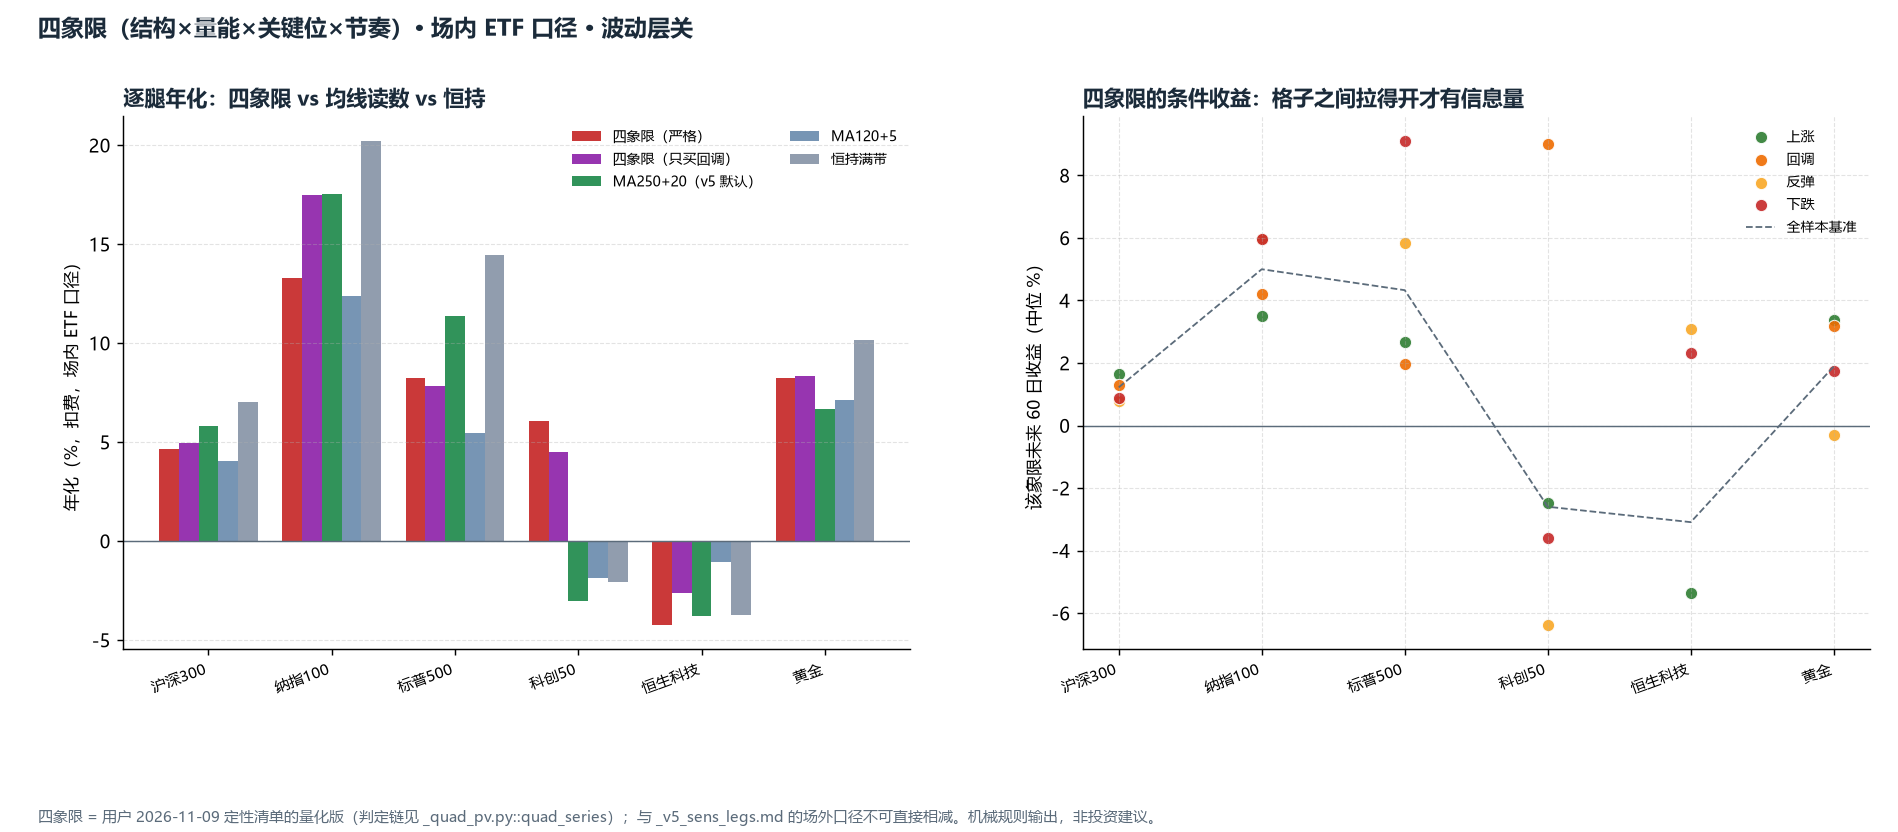 四象限（结构×量能×关键位×节奏）• 场内 ETF 口径 • 波动层关
逐腿年化：四象限 vs 均线读数 vs 恒持
年化（%，扣费，场内 ETF 口径）
20
15
10
5
0
-5
四象限（严格）
四象限（只买回调）
MA250+20（v5 默认）
MA120+5
恒持满带
沪深300
纳指100
标普500
科创50
恒生科技
黄金
四象限的条件收益：格子之间拉得开才有信息量
该象限未来 60 日收益（中位 %）
8
6
4
2
0
-2
-4
-6
上涨
回调
反弹
下跌
全样本基准
沪深300
纳指100
标普500
科创50
恒生科技
黄金
四象限 = 用户 2026-11-09 定性清单的量化版（判定链见 _quad_pv.py::quad_series）；与 _v5_sens_legs.md 的场外口径不可直接相减。机械规则输出，非投资建议。